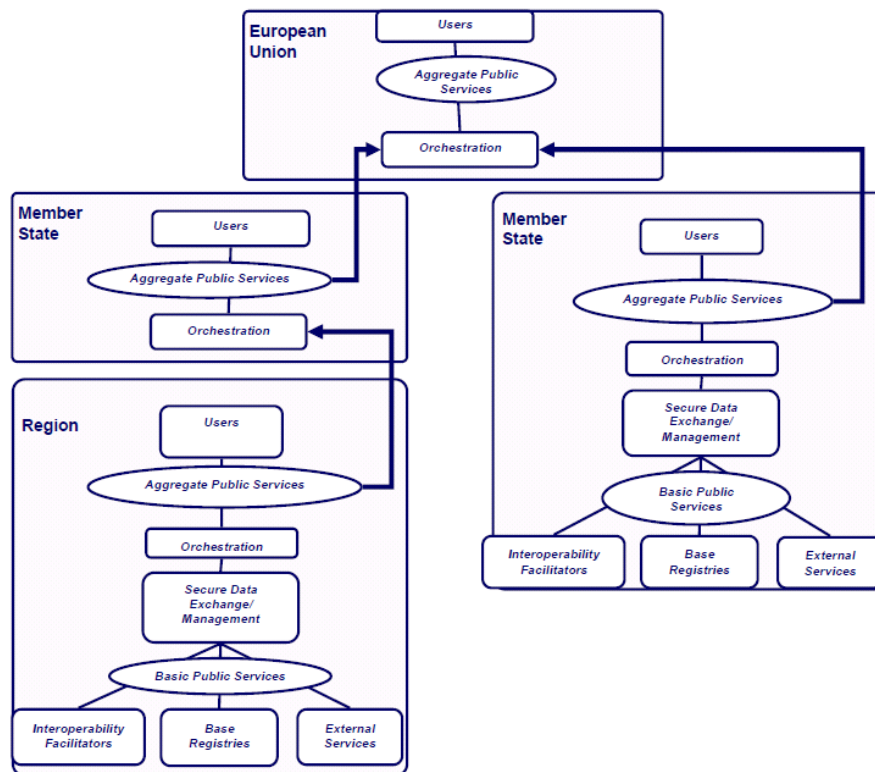 European
Union
Users
Aggregate Public
Services
Orchestration
Member
State
Users
Aggregate Public Services
Orchestration
Member
State
Users
Aggregate Public Services
Orchestration
Secure Data
Exchange/
Management
Basic Public
Services
Interoperability
Facilitators
Base
Registries
External
Services
Region
Users
Aggregate Public Services
Orchestration
Secure Data
Exchange/
Management
Basic Public Services
Interoperability
Facilitators
Base
Registries
External
Services